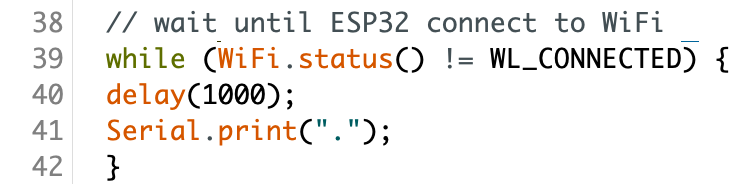 38 // wait until ESP32 connect to WiFi
39 while (WiFi.status() != WL_CONNECTED) {
40 delay(1000);
41 Serial.print(".");
42 }